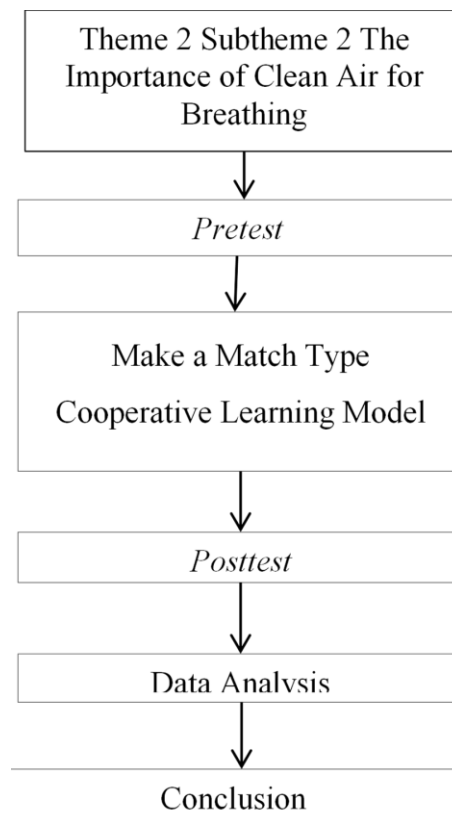 Theme 2 Subtheme 2 The
Importance of Clean Air for
Breathing
Pretest
Make a Match Type
Cooperative Learning Model
Posttest
Data Analysis
Conclusion